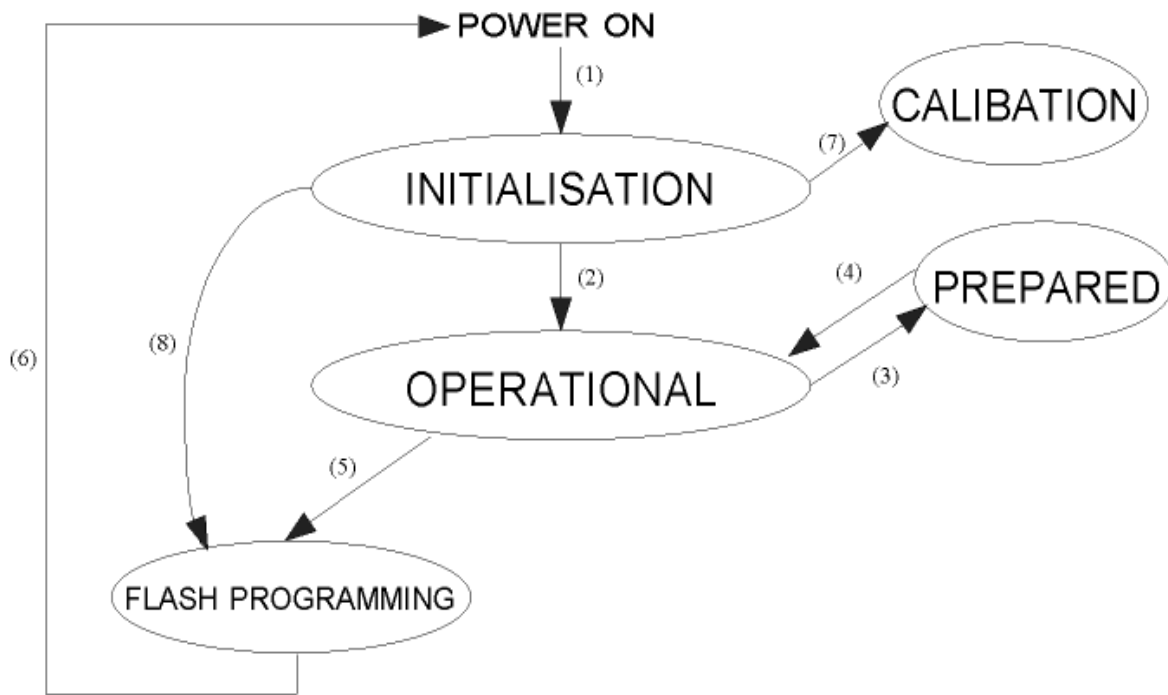 POWER ON
(1)
CALIBATION
(7)
INITIALISATION
(2)
(4)
PREPARED
(8)
(6)
(3)
OPERATIONAL
(5)
FLASH PROGRAMMING